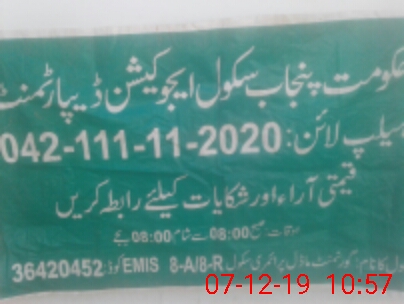 حکومت پنجاب سکول ایجوکیشن ڈیپارٹمنٹ
ہیلپ لائن: 042-111-11-2020
قیمتی آراء اور شکایات کیلئے رابطہ کریں
اوقات صبح 08:00 سے شام 08:00 بجے
کا نام: گورنمنٹ ماڈل پرائمری سکول 8-A/8-R EMIS کوڈ: 36420452
07-12-19 10:57